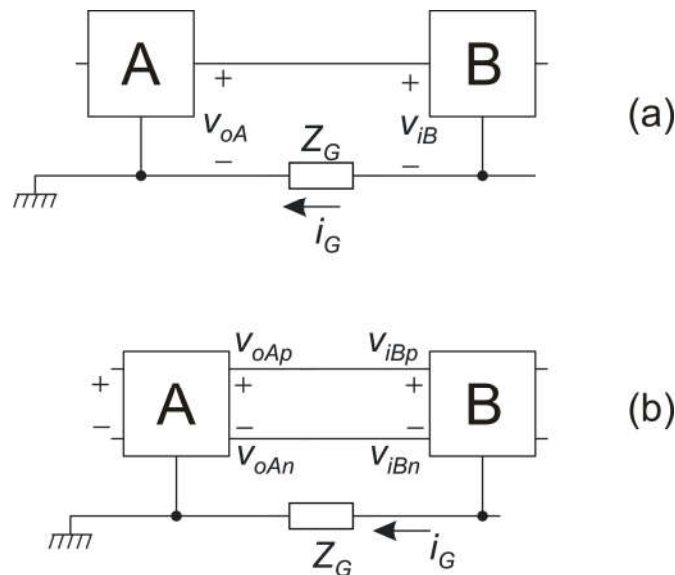 A B
+ +
v_oA v_iB (a)
− Z_G −
i_G
v_oAp v_iBp
+ + +
A B (b)
− − −
v_oAn v_iBn
Z_G i_G